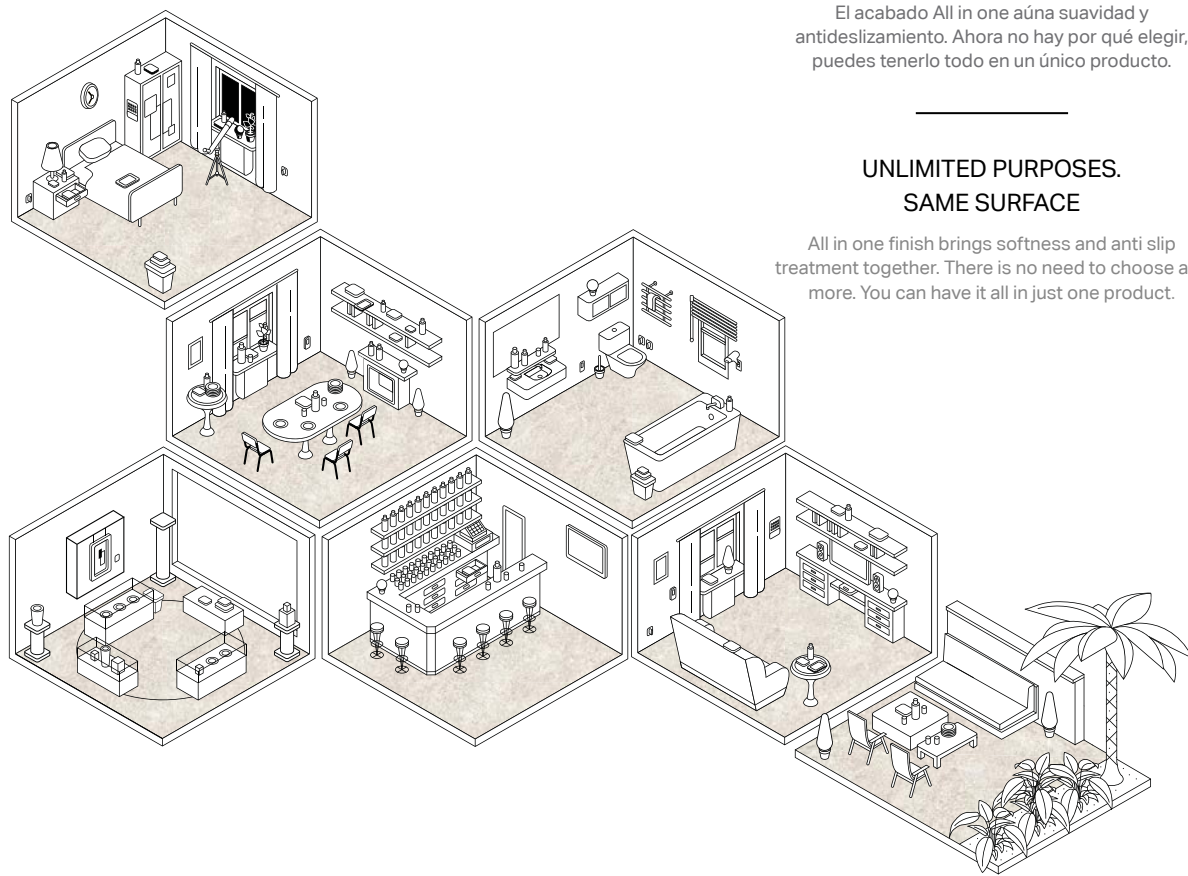 El acabado All in one aúna suavidad y
antideslizamiento. Ahora no hay por qué elegir,
puedes tenerlo todo en un único producto.
UNLIMITED PURPOSES.
SAME SURFACE
All in one finish brings softness and anti slip
treatment together. There is no need to choose a
more. You can have it all in just one product.